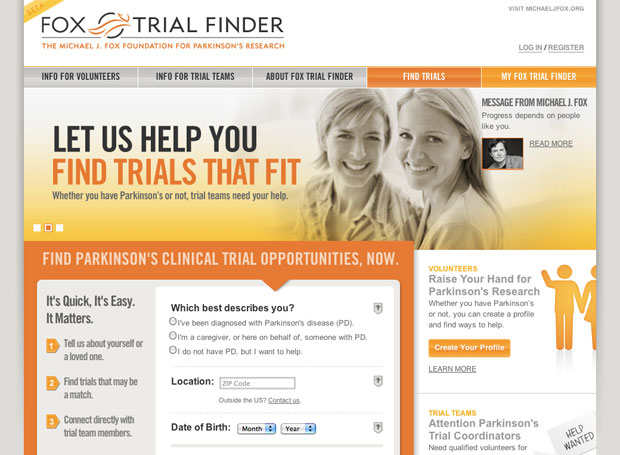 BETA
FOX TRIAL FINDER
THE MICHAEL J. FOX FOUNDATION FOR PARKINSON'S RESEARCH
VISIT MICHAELJFOX.ORG
LOG IN / REGISTER
INFO FOR VOLUNTEERS
INFO FOR TRIAL TEAMS
ABOUT FOX TRIAL FINDER
FIND TRIALS
MY FOX TRIAL FINDER
LET US HELP YOU
FIND TRIALS THAT FIT
Whether you have Parkinson's or not, trial teams need your help.
MESSAGE FROM MICHAEL J. FOX
Progress depends on people
like you.
READ MORE
FIND PARKINSON'S CLINICAL TRIAL OPPORTUNITIES, NOW.
It's Quick, It's Easy.
It Matters.
1 Tell us about yourself or
a loved one.
2 Find trials that may be
a match.
3 Connect directly with
trial team members.
Which best describes you?
?
I've been diagnosed with Parkinson's disease (PD).
I'm a caregiver, or here on behalf of, someone with PD.
I do not have PD, but I want to help.
Location:
ZIP Code
?
Outside the US? Contact us.
Date of Birth:
Month
Year
?
VOLUNTEERS
Raise Your Hand for
Parkinson's Research
Whether you have Parkinson's
or not, you can create a profile
and find ways to help.
Create Your Profile
LEARN MORE
TRIAL TEAMS
Attention Parkinson's
Trial Coordinators
Need qualified volunteers for
HELP
WANTED